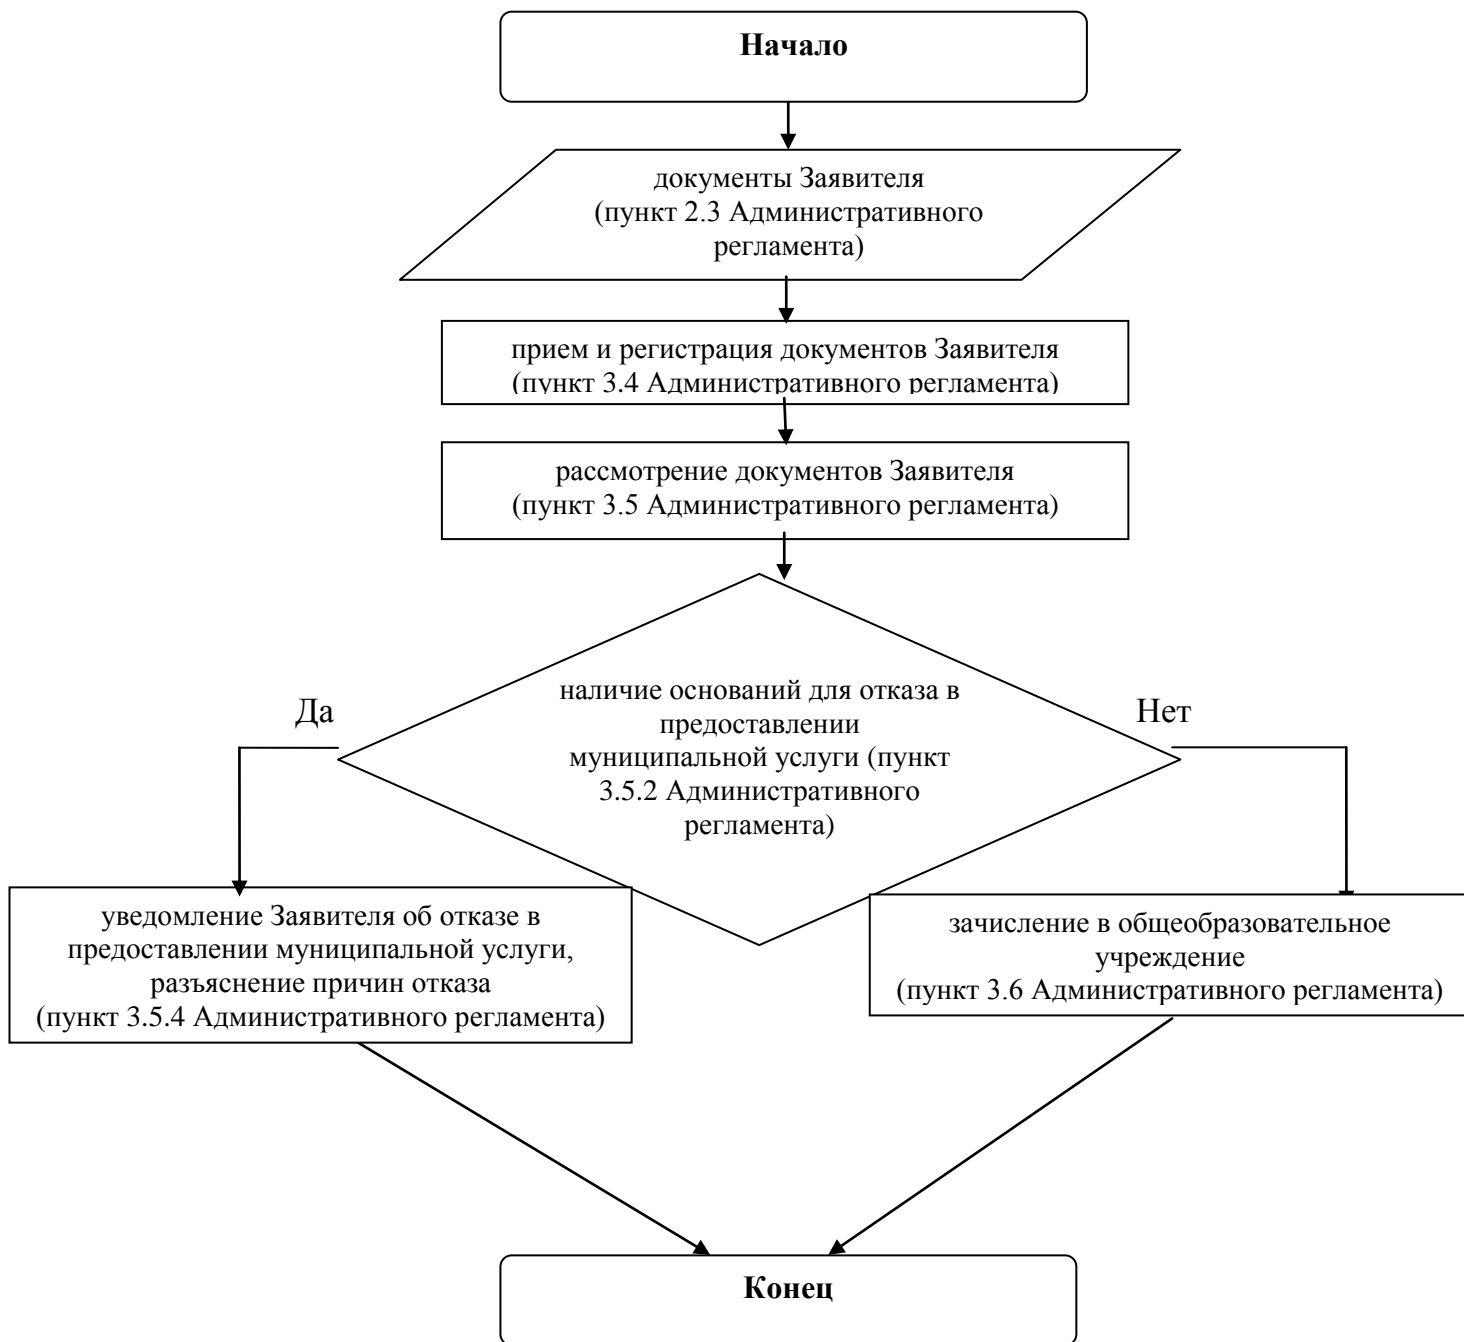 Начало
документы Заявителя
(пункт 2.3 Административного
регламента)
прием и регистрация документов Заявителя
(пункт 3.4 Административного регламента)
рассмотрение документов Заявителя
(пункт 3.5 Административного регламента)
Да
Нет
наличие оснований для отказа в
предоставлении
муниципальной услуги (пункт
3.5.2 Административного
регламента)
уведомление Заявителя об отказе в
предоставлении муниципальной услуги,
разъяснение причин отказа
(пункт 3.5.4 Административного регламента)
зачисление в общеобразовательное
учреждение
(пункт 3.6 Административного регламента)
Конец